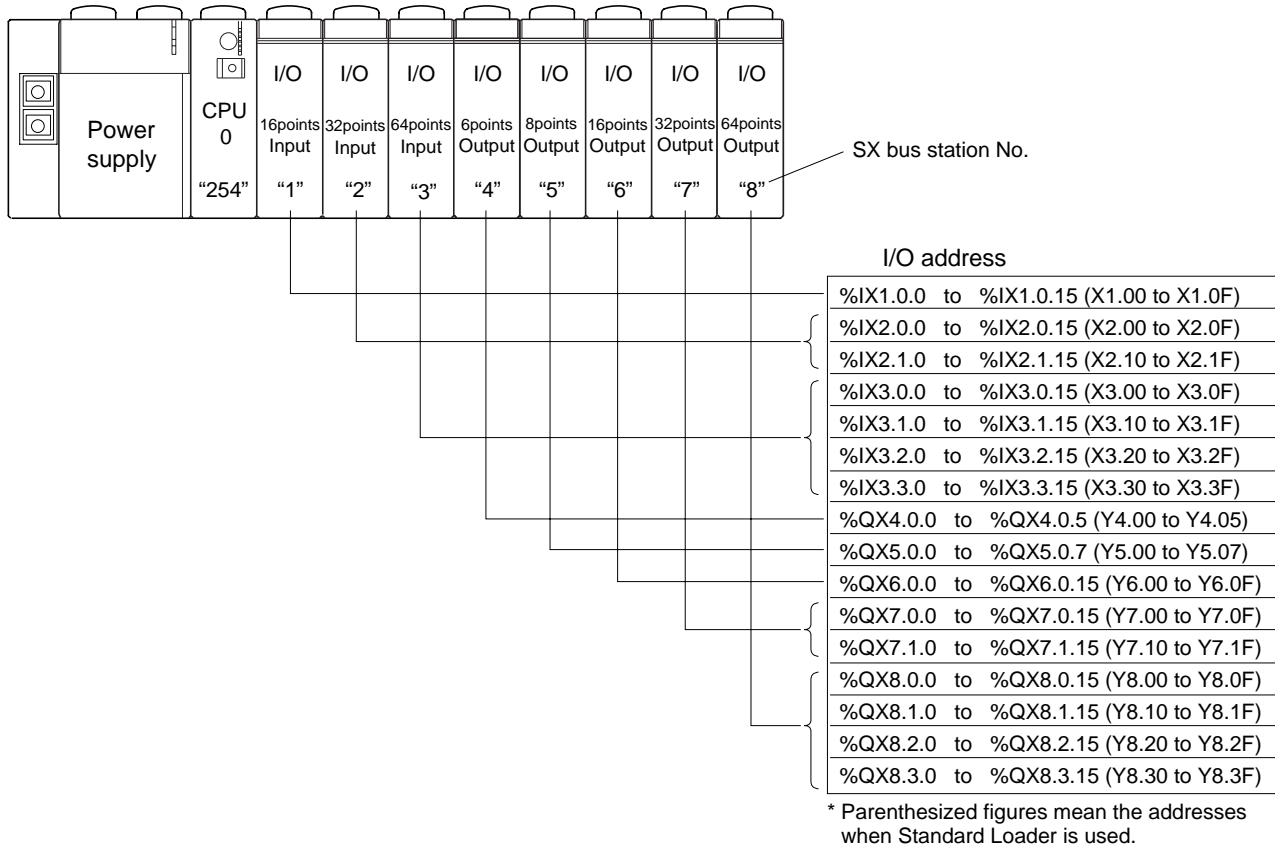 Power
supply
CPU
0
“254”
I/O
16points
Input
“1”
I/O
32points
Input
“2”
I/O
64points
Input
“3”
I/O
6points
Output
“4”
I/O
8points
Output
“5”
I/O
16points
Output
“6”
I/O
32points
Output
“7”
I/O
64points
Output
“8”
SX bus station No.
I/O address
%IX1.0.0 to %IX1.0.15 (X1.00 to X1.0F)
%IX2.0.0 to %IX2.0.15 (X2.00 to X2.0F)
%IX2.1.0 to %IX2.1.15 (X2.10 to X2.1F)
%IX3.0.0 to %IX3.0.15 (X3.00 to X3.0F)
%IX3.1.0 to %IX3.1.15 (X3.10 to X3.1F)
%IX3.2.0 to %IX3.2.15 (X3.20 to X3.2F)
%IX3.3.0 to %IX3.3.15 (X3.30 to X3.3F)
%QX4.0.0 to %QX4.0.5 (Y4.00 to Y4.05)
%QX5.0.0 to %QX5.0.7 (Y5.00 to Y5.07)
%QX6.0.0 to %QX6.0.15 (Y6.00 to Y6.0F)
%QX7.0.0 to %QX7.0.15 (Y7.00 to Y7.0F)
%QX7.1.0 to %QX7.1.15 (Y7.10 to Y7.1F)
%QX8.0.0 to %QX8.0.15 (Y8.00 to Y8.0F)
%QX8.1.0 to %QX8.1.15 (Y8.10 to Y8.1F)
%QX8.2.0 to %QX8.2.15 (Y8.20 to Y8.2F)
%QX8.3.0 to %QX8.3.15 (Y8.30 to Y8.3F)
* Parenthesized figures mean the addresses
when Standard Loader is used.